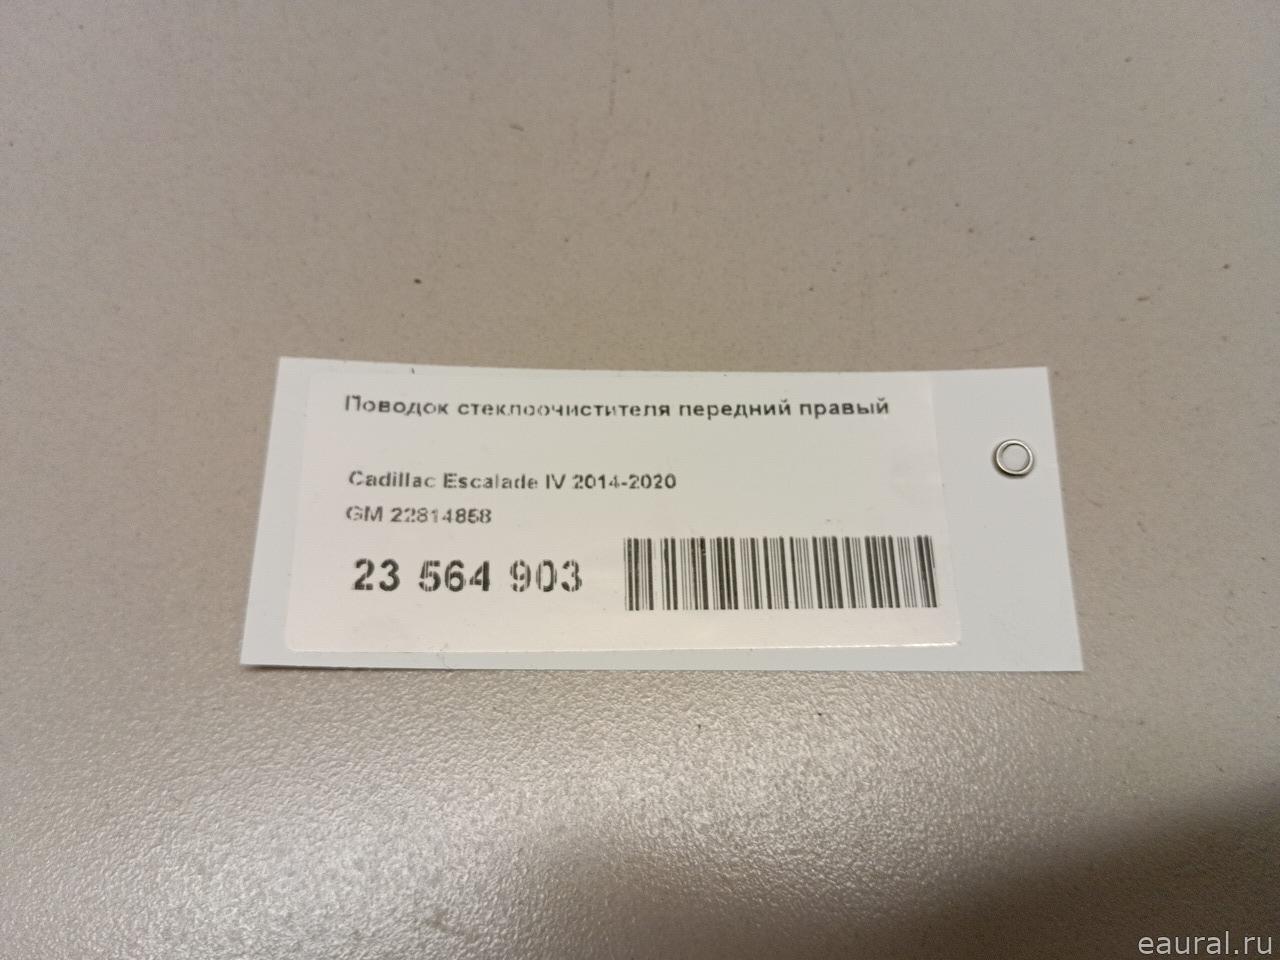 Поводок стеклоочистителя передний правый
Cadillac Escalade IV 2014-2020
GM 22814858
23 564 903
eaural.ru